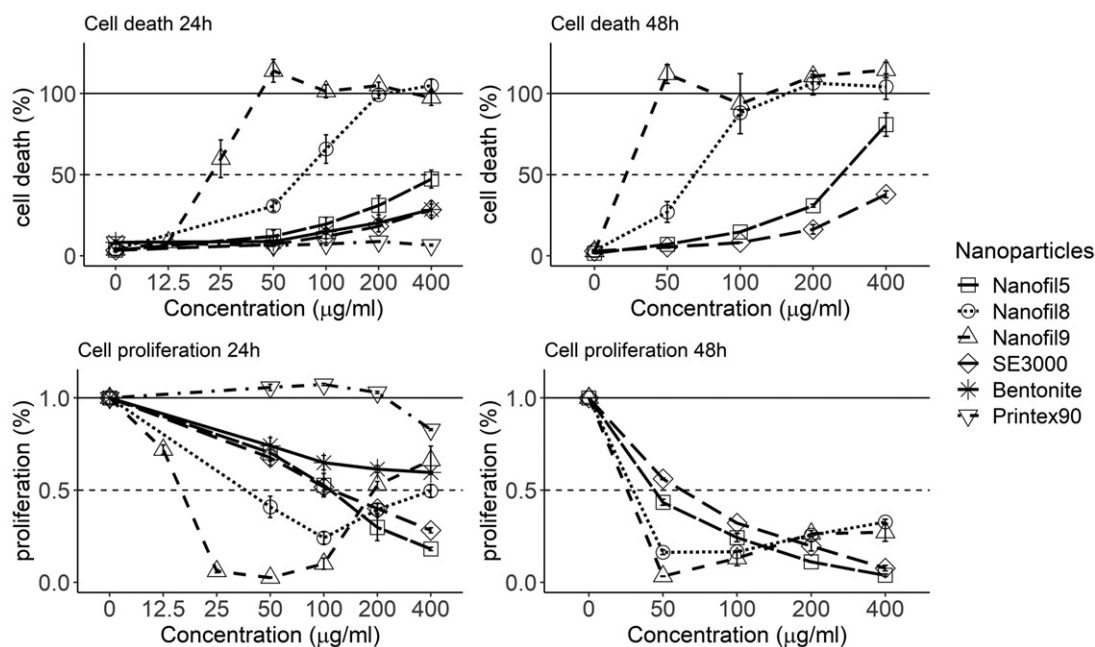 Cell death 24h
cell death (%)
100
50
0
0 12.5 25 50 100 200 400
Concentration (μg/ml)
Cell death 48h
cell death (%)
100
50
0
0 50 100 200 400
Concentration (μg/ml)
Cell proliferation 24h
proliferation (%)
1.0
0.5
0.0
0 12.5 25 50 100 200 400
Concentration (μg/ml)
Cell proliferation 48h
proliferation (%)
1.0
0.5
0.0
0 50 100 200 400
Concentration (μg/ml)
Nanoparticles
Nanofil5
Nanofil8
Nanofil9
SE3000
Bentonite
Printex90